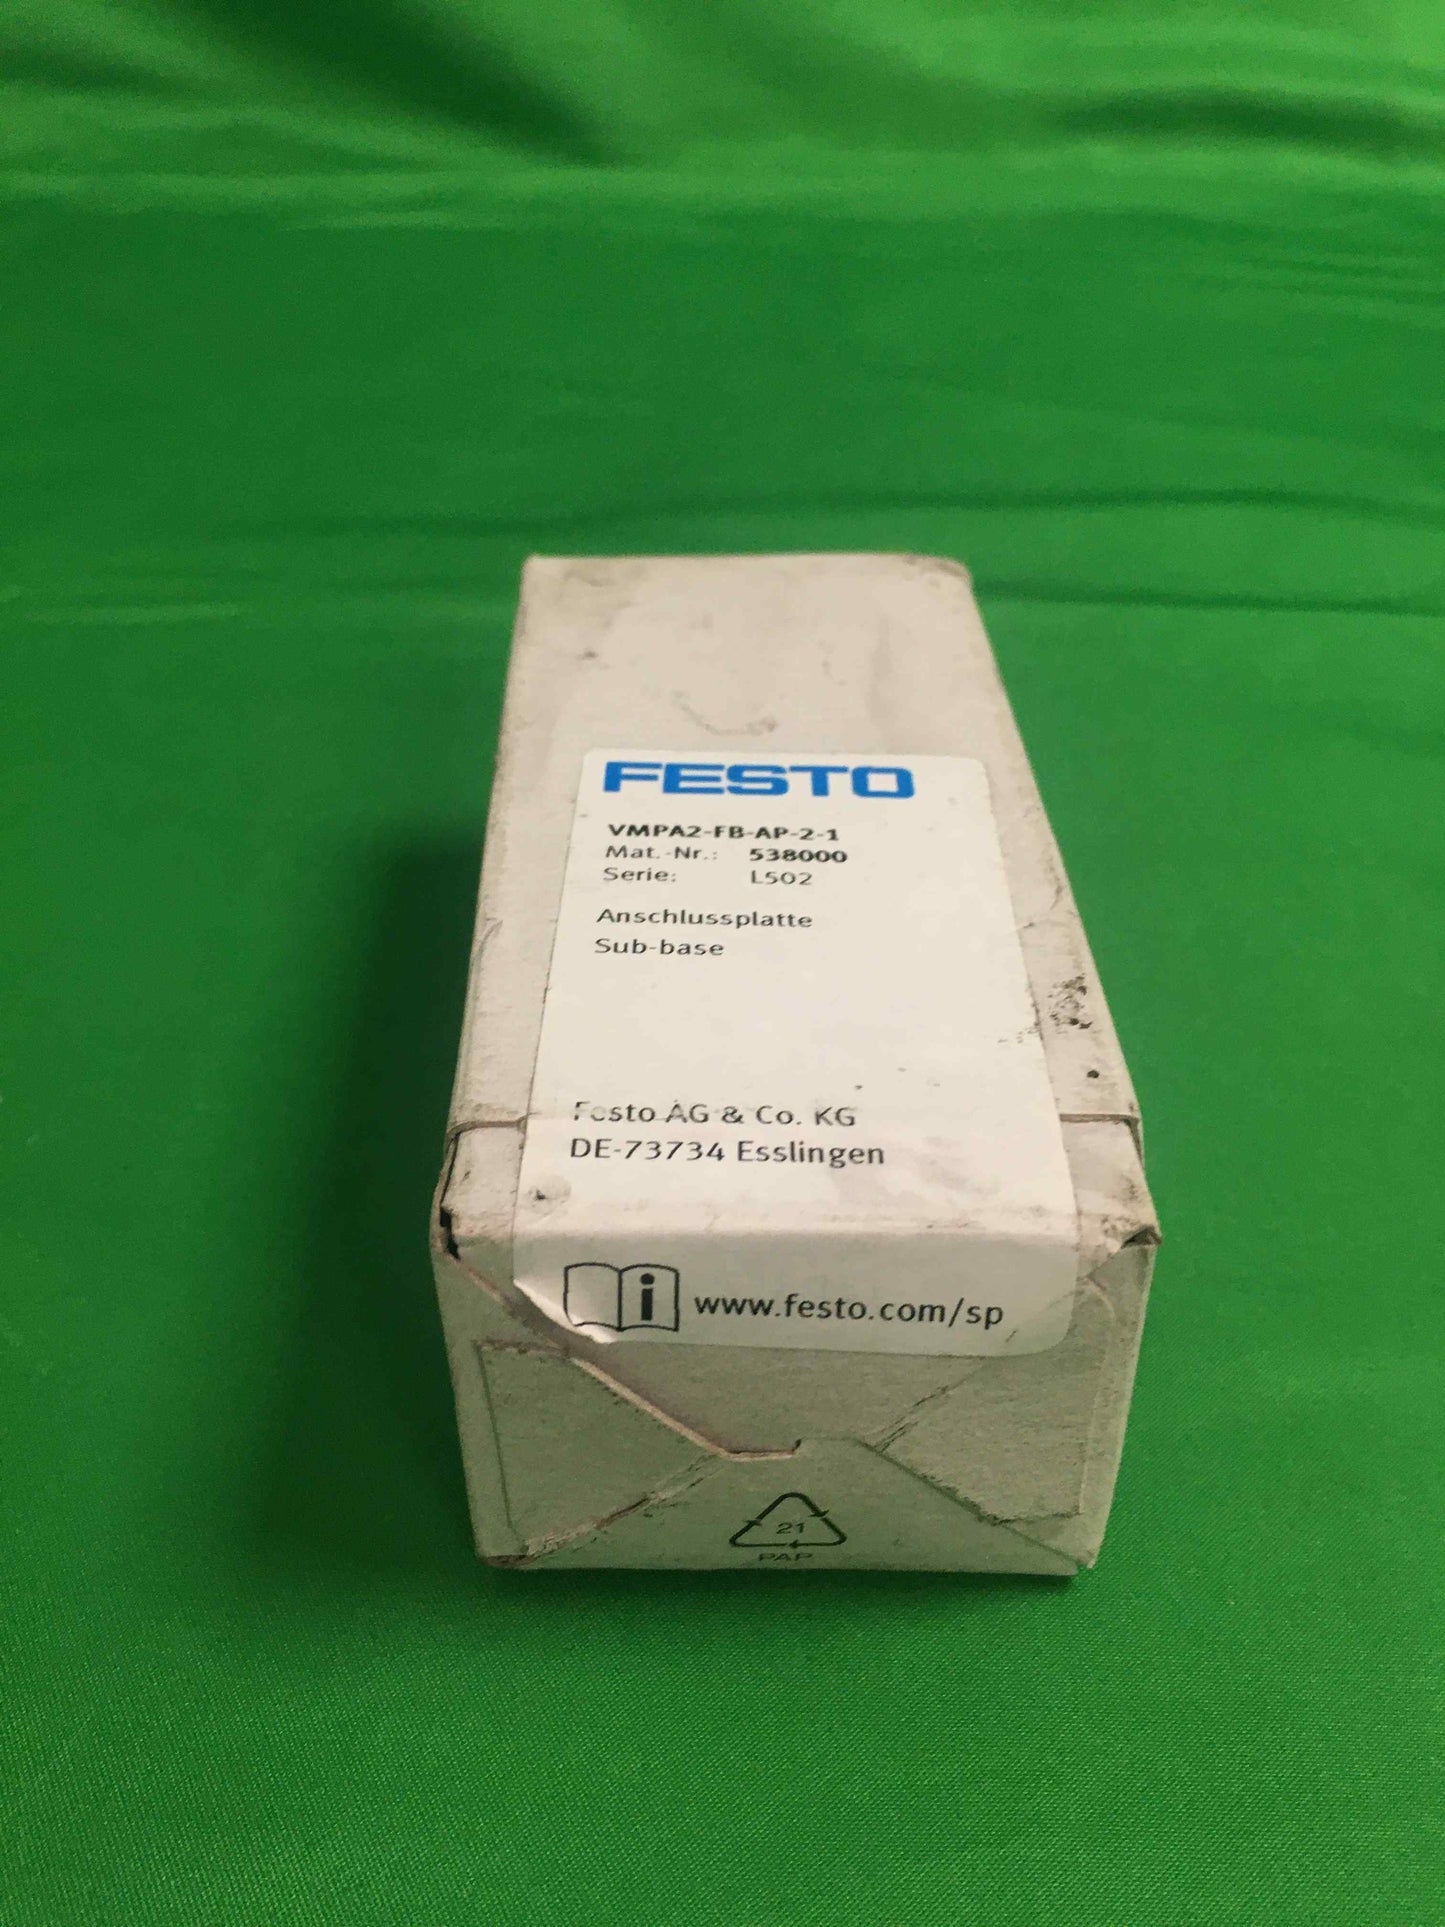 FESTO
VMPA2-FB-AP-2-1
Mat.-Nr.: 538000
Serie: L502
Anschlussplatte
Sub-base
Festo AG & Co. KG
DE-73734 Esslingen
i www.festo.com/sp
21
PAP